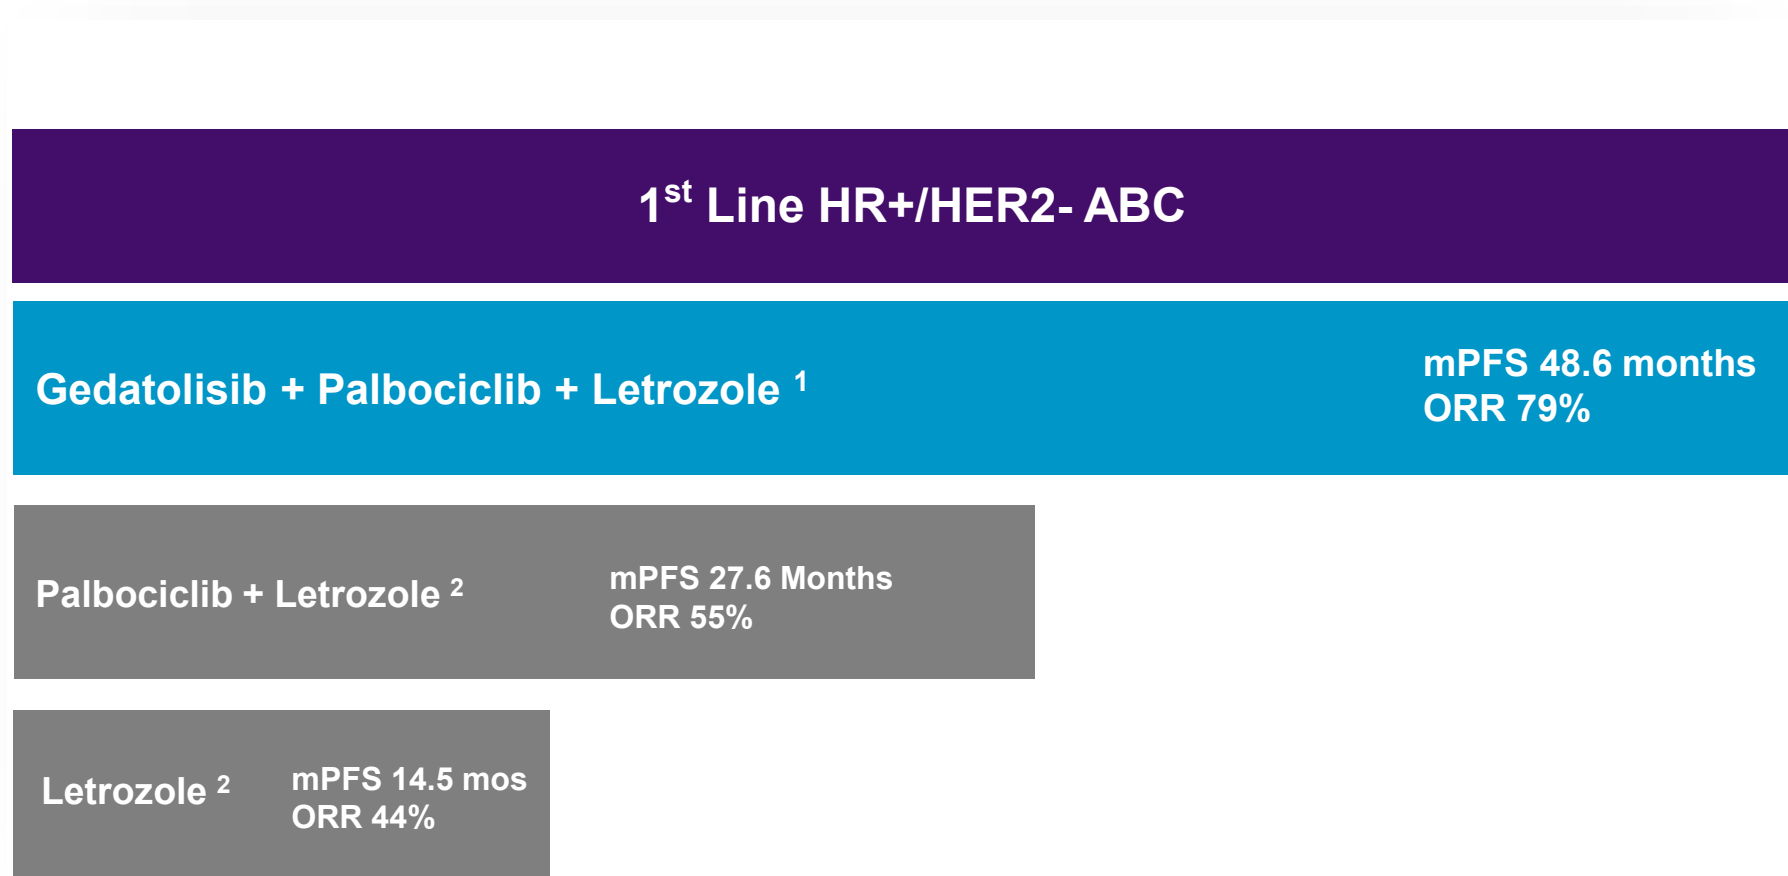 1st Line HR+/HER2- ABC
Gedatolisib + Palbociclib + Letrozole 1
mPFS 48.6 months
ORR 79%
Palbociclib + Letrozole 2
mPFS 27.6 Months
ORR 55%
Letrozole 2
mPFS 14.5 mos
ORR 44%